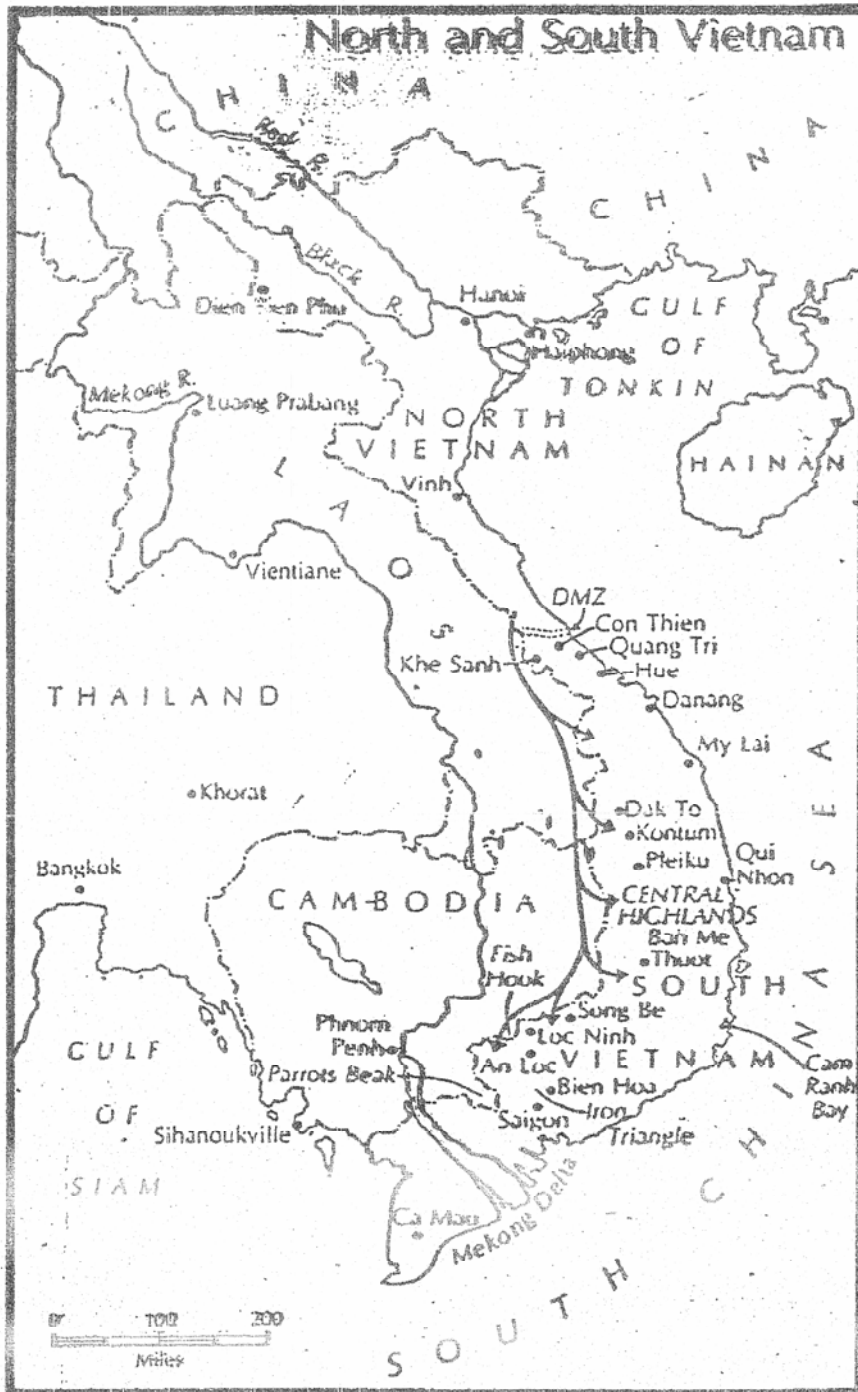 North and South Vietnam
CHINA
Red R.
CHINA
Black R.
Hanoi
Dien Bien Phu
Haiphong
GULF
OF
TONKIN
Mekong R.
Luang Prabang
NORTH
VIETNAM
HAINAN
LAOS
Vinh
Vientiane
DMZ
Con Thien
Quang Tri
Khe Sanh
Hue
THAILAND
Danang
My Lai
Khorat
Dak To
Kontum
Pleiku
Qui
Nhon
Bangkok
CAMBODIA
CENTRAL
HIGHLANDS
Ban Me
Thuot
Fish
Hook
SOUTH
VIETNAM
Song Be
Phnom
Penh
Loc Ninh
An Loc
Parrots Beak
Bien Hoa
Cam
Ranh
Bay
GULF
OF
SIAM
Saigon
Iron
Triangle
Sihanoukville
Ca Mau
Mekong Delta
SOUTH CHINA SEA
0 100 200
Miles